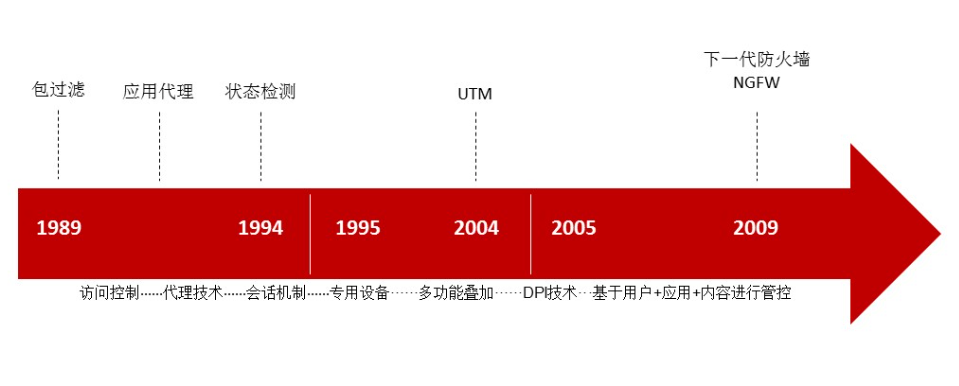 下一代防火墙
NGFW
包过滤 应用代理 状态检测 UTM
1989 1994 1995 2004 2005 2009
访问控制……代理技术……会话机制……专用设备……多功能叠加……DPI技术…基于用户+应用+内容进行管控